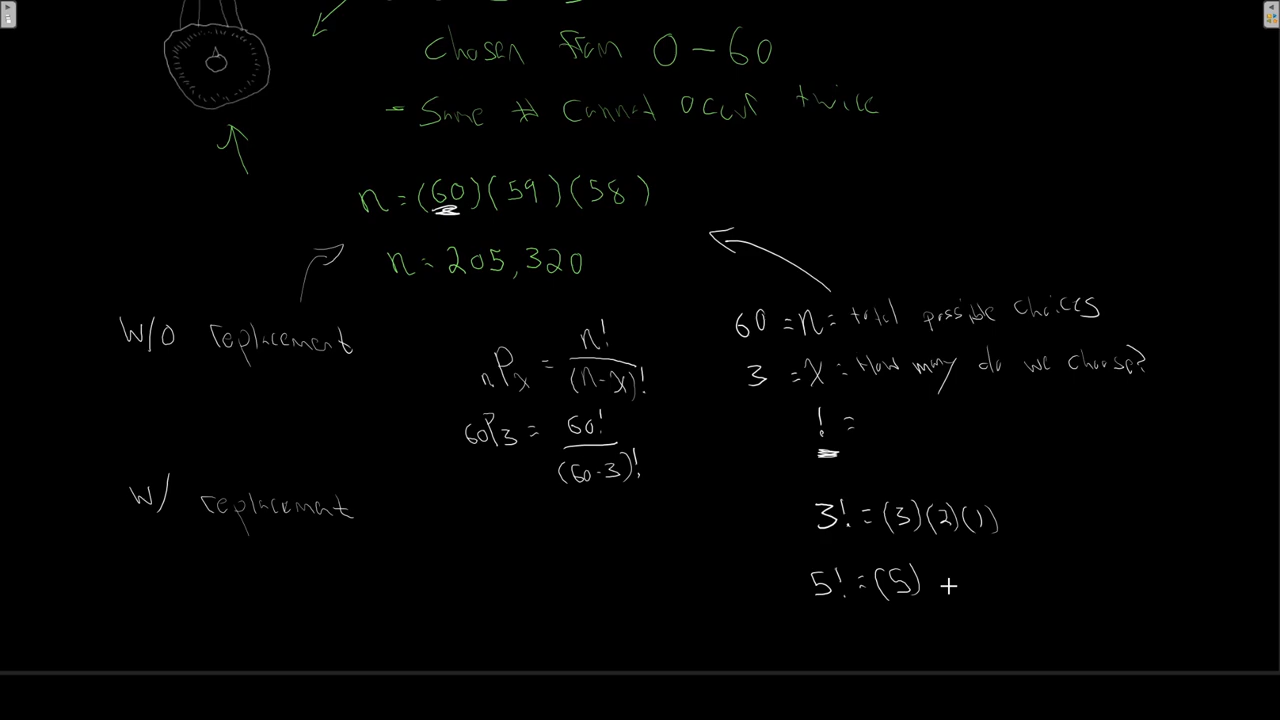 Chosen from 0-60
- Same # Cannot Occur twice
n = (60)(59)(58)
n = 205,320
W/O replacement
nPx = n! / (n-x)!
60P3 = 60! / (60-3)!
W/ replacement
60 = n = total possible choices
3 = x = How many do we choose?
! =
3! = (3)(2)(1)
5! = (5)